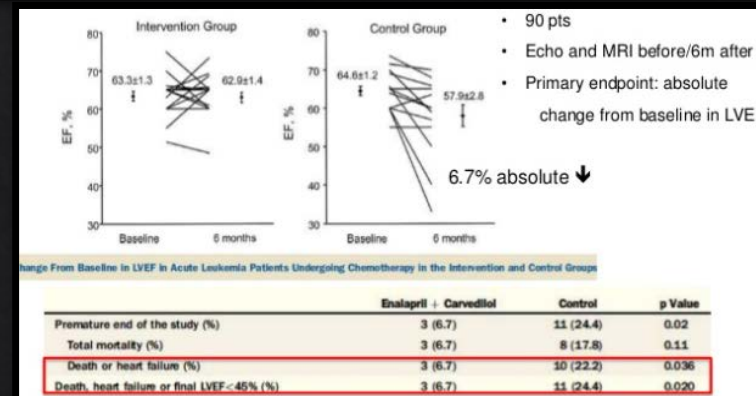 Intervention Group
80
70
60
50
40
30
EF, %
63.3±1.3
62.9±1.4
Baseline
6 months
Control Group
80
70
60
50
40
30
EF, %
64.6±1.2
57.9±2.8
Baseline
6 months
• 90 pts
• Echo and MRI before/6m after
• Primary endpoint: absolute
change from baseline in LVE
6.7% absolute ↓
hange From Baseline in LVEF in Acute Leukemia Patients Undergoing Chemotherapy in the Intervention and Control Groups
Enalapril + Carvedilol Control p Value
Premature end of the study (%) 3 (6.7) 11 (24.4) 0.02
Total mortality (%) 3 (6.7) 8 (17.8) 0.11
Death or heart failure (%) 3 (6.7) 10 (22.2) 0.036
Death, heart failure or final LVEF<45% (%) 3 (6.7) 11 (24.4) 0.020